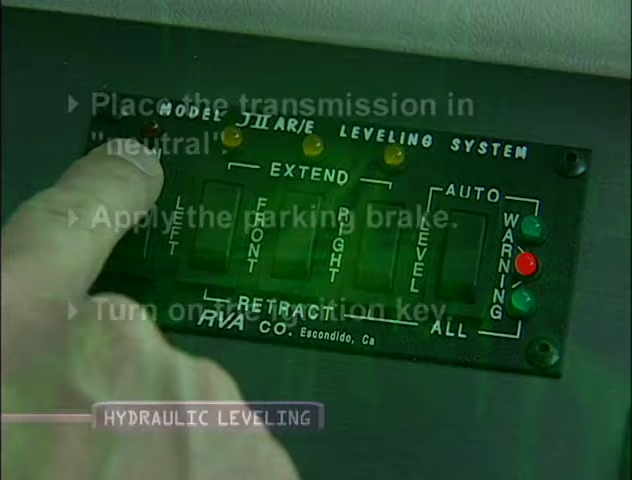 Place the transmission in
"neutral"
MODEL JII AR/E LEVELING SYSTEM
EXTEND
AUTO
LEFT
FRONT
RIGHT
LEVEL
WARNING
Apply the parking brake.
Turn on the ignition key.
RETRACT
ALL
RVA CO. Escondido, Ca
HYDRAULIC LEVELING